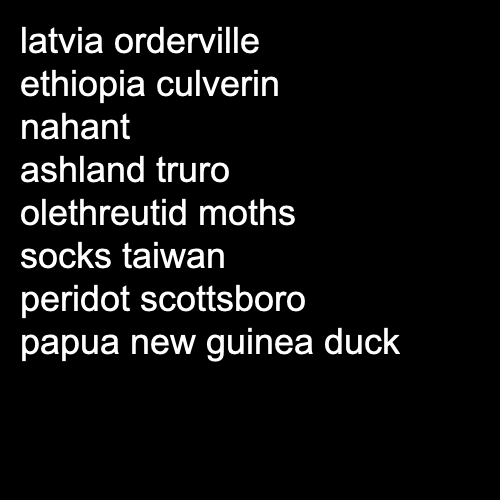 latvia orderville
ethiopia culverin
nahant
ashland truro
olethreutid moths
socks taiwan
peridot scottsboro
papua new guinea duck